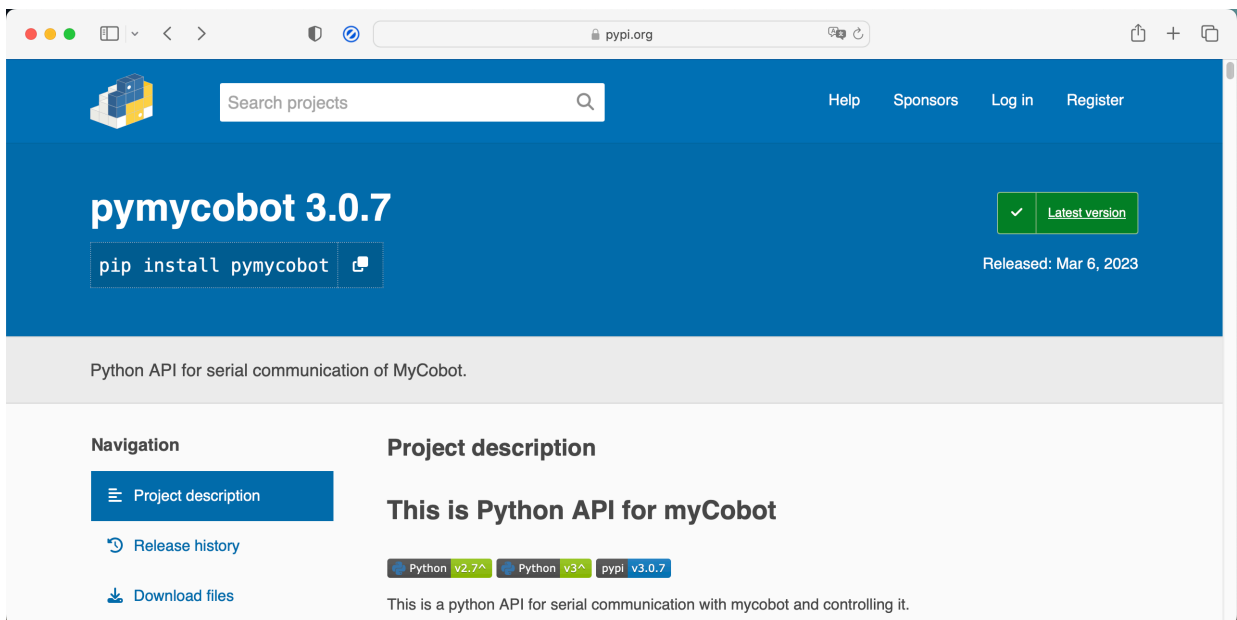 pypi.org
Search projects
Help Sponsors Log in Register
pymycobot 3.0.7
Latest version
pip install pymycobot
Released: Mar 6, 2023
Python API for serial communication of MyCobot.
Navigation
Project description
Project description
This is Python API for myCobot
Release history
Python v2.7^ Python v3^ pypi v3.0.7
Download files
This is a python API for serial communication with mycobot and controlling it.